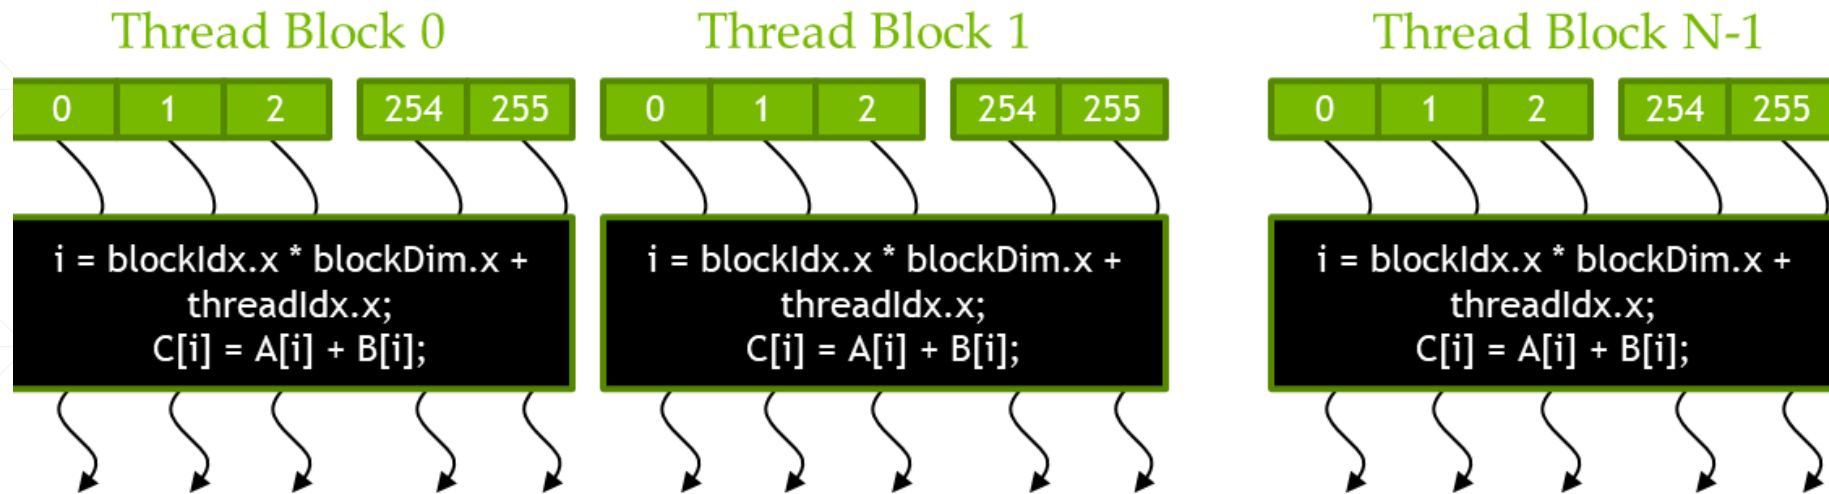 Thread Block 0
0 1 2 254 255
i = blockIdx.x * blockDim.x +
threadIdx.x;
C[i] = A[i] + B[i];
Thread Block 1
0 1 2 254 255
i = blockIdx.x * blockDim.x +
threadIdx.x;
C[i] = A[i] + B[i];
Thread Block N-1
0 1 2 254 255
i = blockIdx.x * blockDim.x +
threadIdx.x;
C[i] = A[i] + B[i];